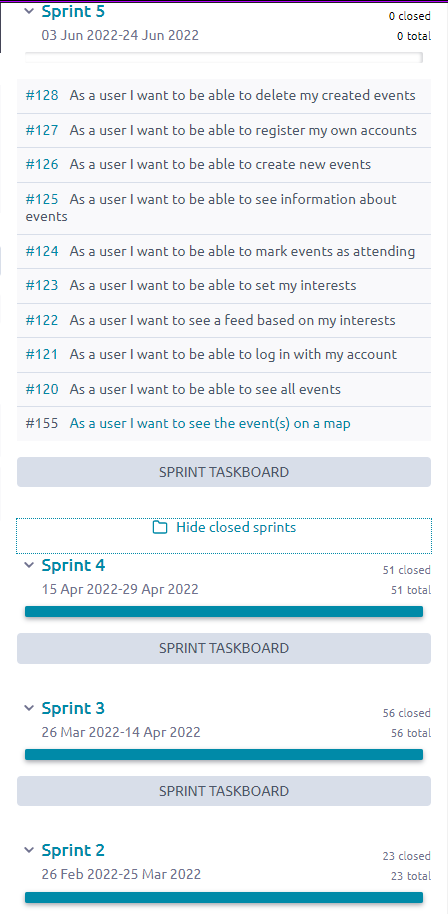 Sprint 5
0 closed
03 Jun 2022-24 Jun 2022
0 total
#128 As a user I want to be able to delete my created events
#127 As a user I want to be able to register my own accounts
#126 As a user I want to be able to create new events
#125 As a user I want to be able to see information about
events
#124 As a user I want to be able to mark events as attending
#123 As a user I want to be able to set my interests
#122 As a user I want to see a feed based on my interests
#121 As a user I want to be able to log in with my account
#120 As a user I want to be able to see all events
#155 As a user I want to see the event(s) on a map
SPRINT TASKBOARD
Hide closed sprints
Sprint 4
51 closed
15 Apr 2022-29 Apr 2022
51 total
SPRINT TASKBOARD
Sprint 3
56 closed
26 Mar 2022-14 Apr 2022
56 total
SPRINT TASKBOARD
Sprint 2
23 closed
26 Feb 2022-25 Mar 2022
23 total